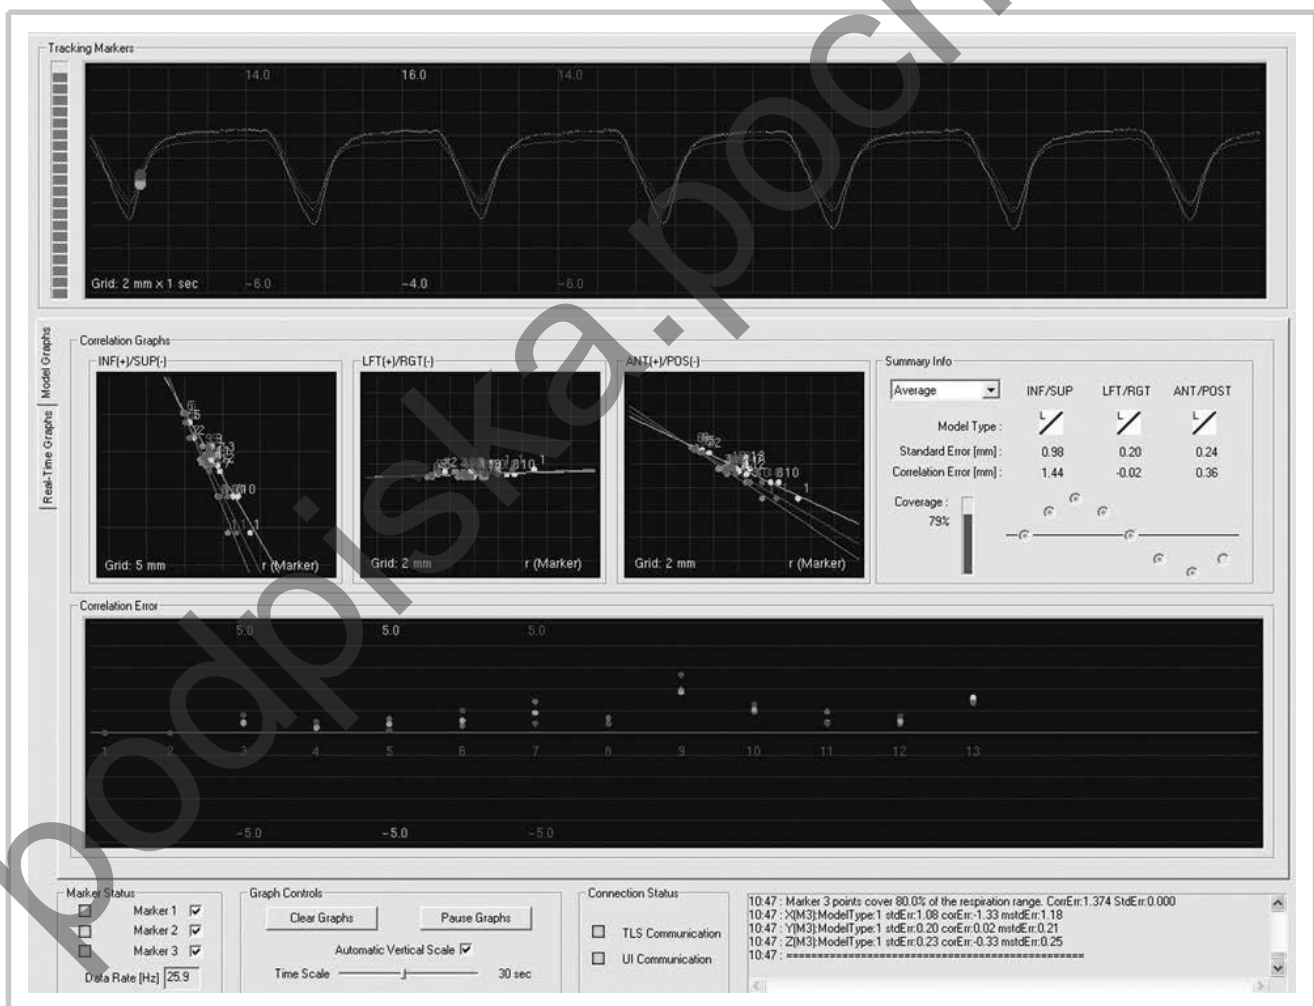 Tracking Markers
14.0 16.0 14.0
Grid: 2 mm × 1 sec -6.0 -4.0 -6.0
Model Graphs
Real-Time Graphs
Correlation Graphs
INF(+)/SUP(-) LFT(+)/RGT(-) ANT(+)/POS(-)
Grid: 5 mm r (Marker) Grid: 2 mm r (Marker) Grid: 2 mm r (Marker)
Summary Info
Average INF/SUP LFT/RGT ANT/POST
Model Type : L L L
Standard Error [mm] : 0.98 0.20 0.24
Correlation Error [mm] : 1.44 -0.02 0.36
Coverage :
79%
Correlation Error
5.0 5.0 5.0
1 2 3 4 5 6 7 8 9 10 11 12 13
-5.0 -5.0 -5.0
Marker Status
Marker 1
Marker 2
Marker 3
Data Rate [Hz] 25.9
Graph Controls
Clear Graphs Pause Graphs
Automatic Vertical Scale
Time Scale 30 sec
Connection Status
TLS Communication
UI Communication
10:47 : Marker 3 points cover 80.0% of the respiration range. CorrErr:1.374 StdErr:0.000
10:47 : X(M3):ModelType:1 stdErr:1.08 corErr:-1.33 mstdErr:1.18
10:47 : Y(M3):ModelType:1 stdErr:0.20 corErr:0.02 mstdErr:0.21
10:47 : Z(M3):ModelType:1 stdErr:0.23 corErr:-0.33 mstdErr:0.25
10:47 : ==============================================
podpiska.pochta